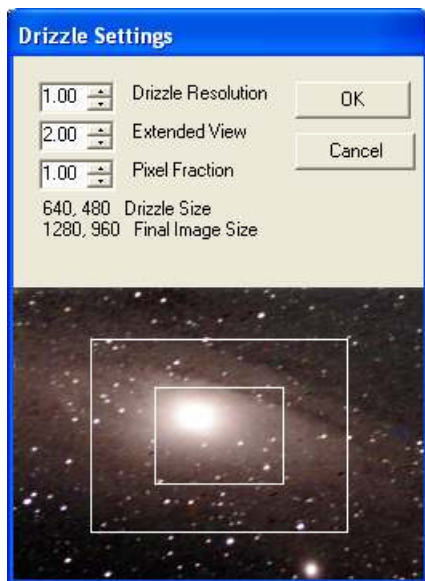 Drizzle Settings
1.00 Drizzle Resolution OK
2.00 Extended View
Cancel
1.00 Pixel Fraction
640, 480 Drizzle Size
1280, 960 Final Image Size